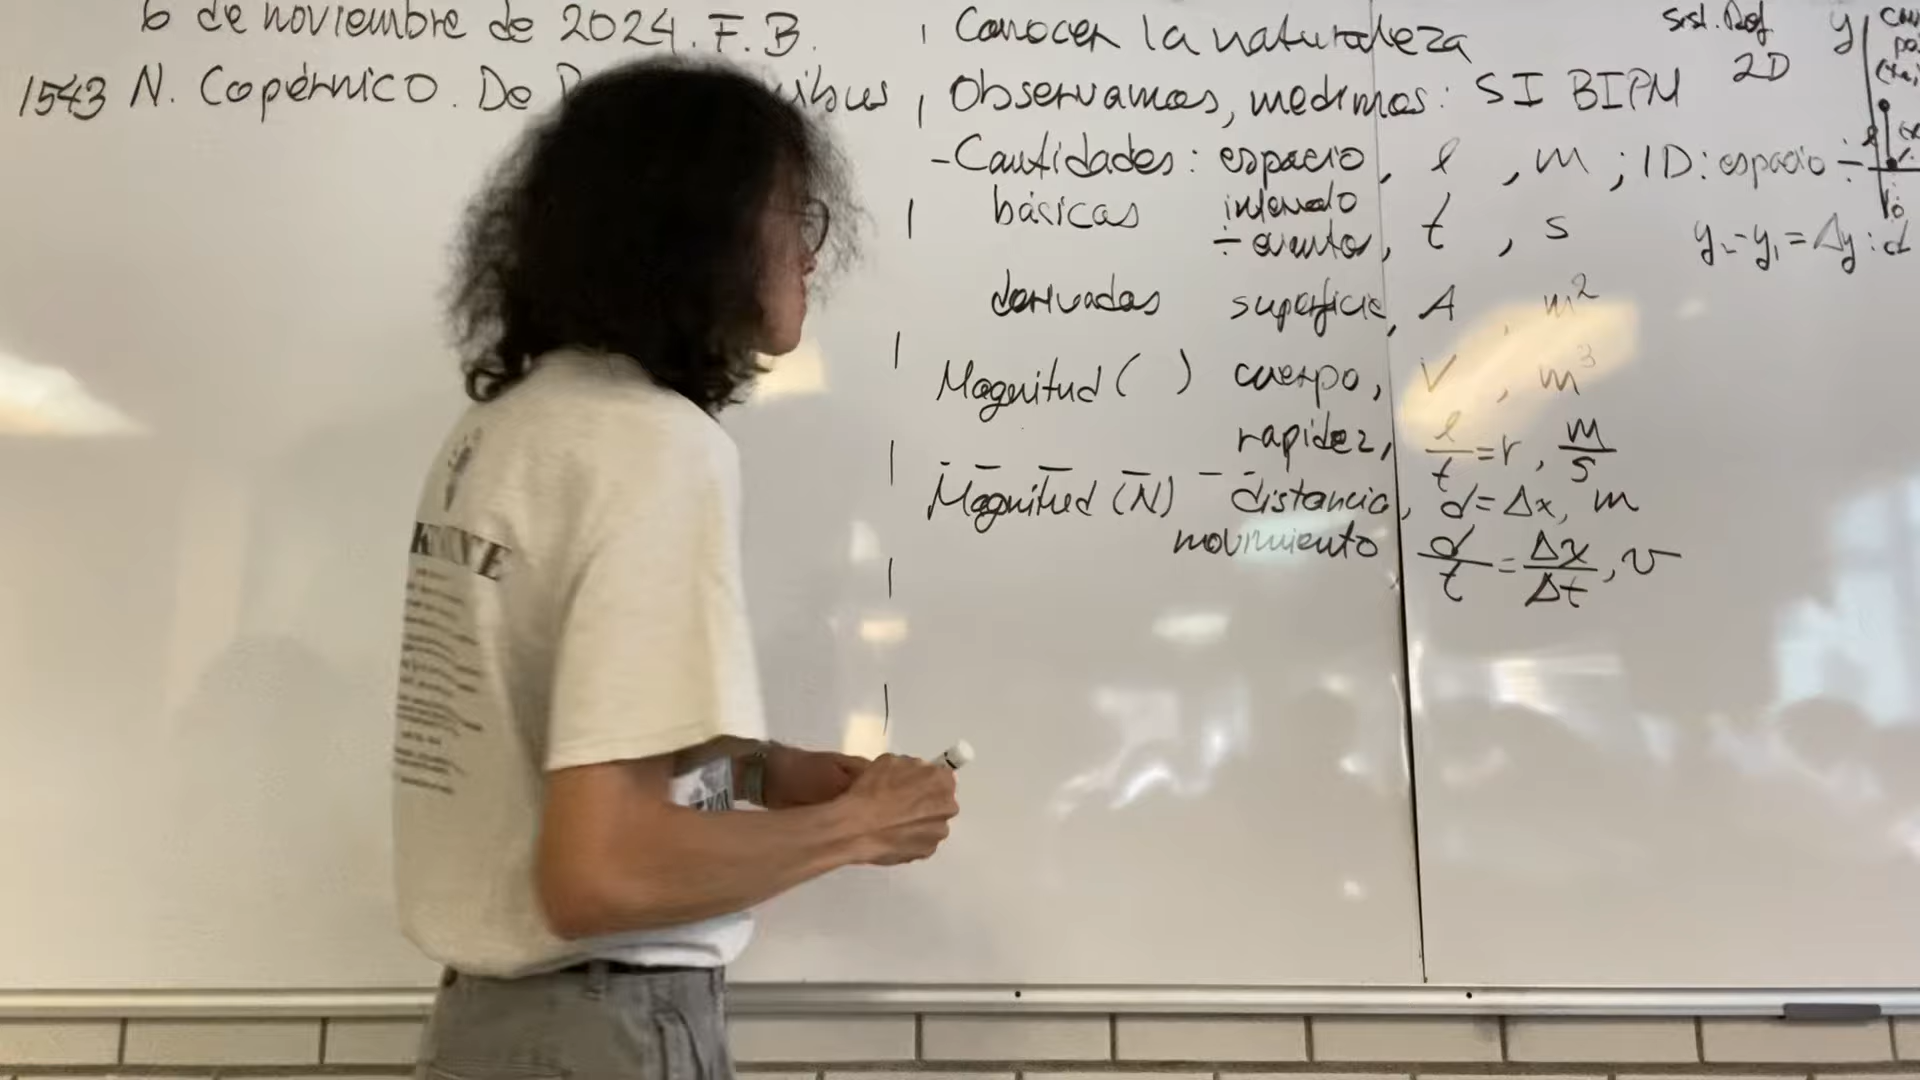 6 de noviembre de 2024. F. B.
1543 N. Copérnico. De
Conocer la naturaleza
Observamos, medimos: SI BIPM
- Cantidades: espacio, l, m; 1D: espacio ÷
básicas intervalo
÷ eventos, t, s
derivadas superficie, A, m²
Magnitud ( ) cuerpo, V, m³
rapidez, l/t = r, m/s
Magnitud (N) distancia, d = Δx, m
movimiento d/t = Δx/Δt, v
Sist. Ref y
2D
y₂ - y₁ = Δy : d